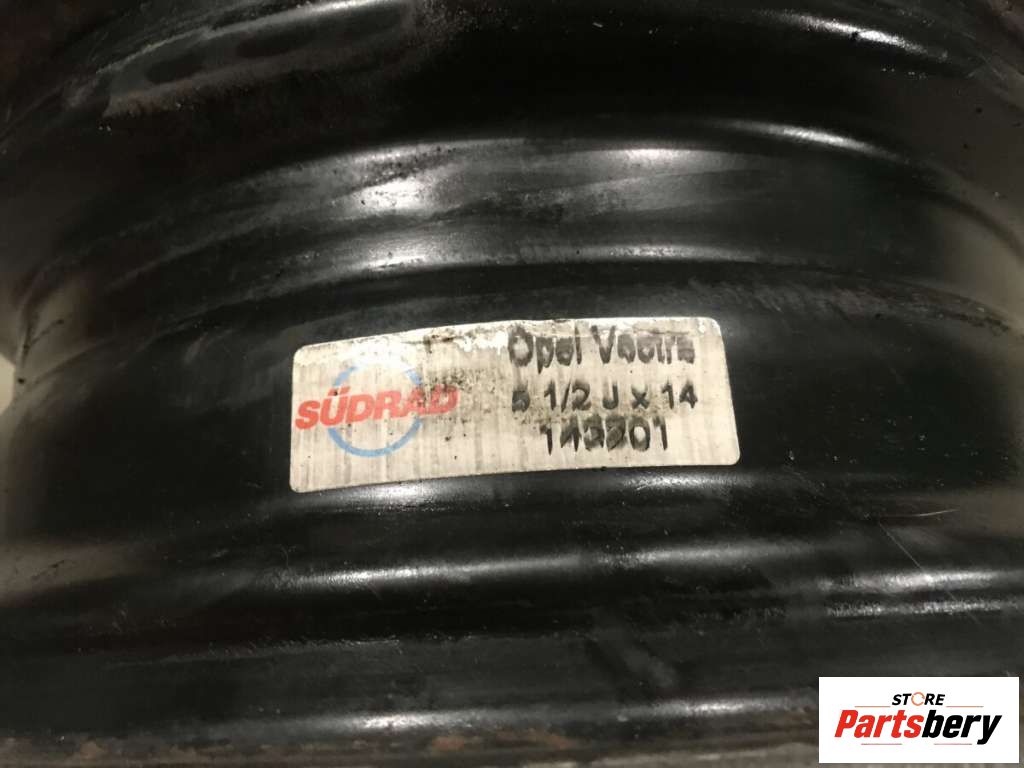 SÜDRAD
Opel Vectra
5 1/2 J x 14
STORE
Partsbery